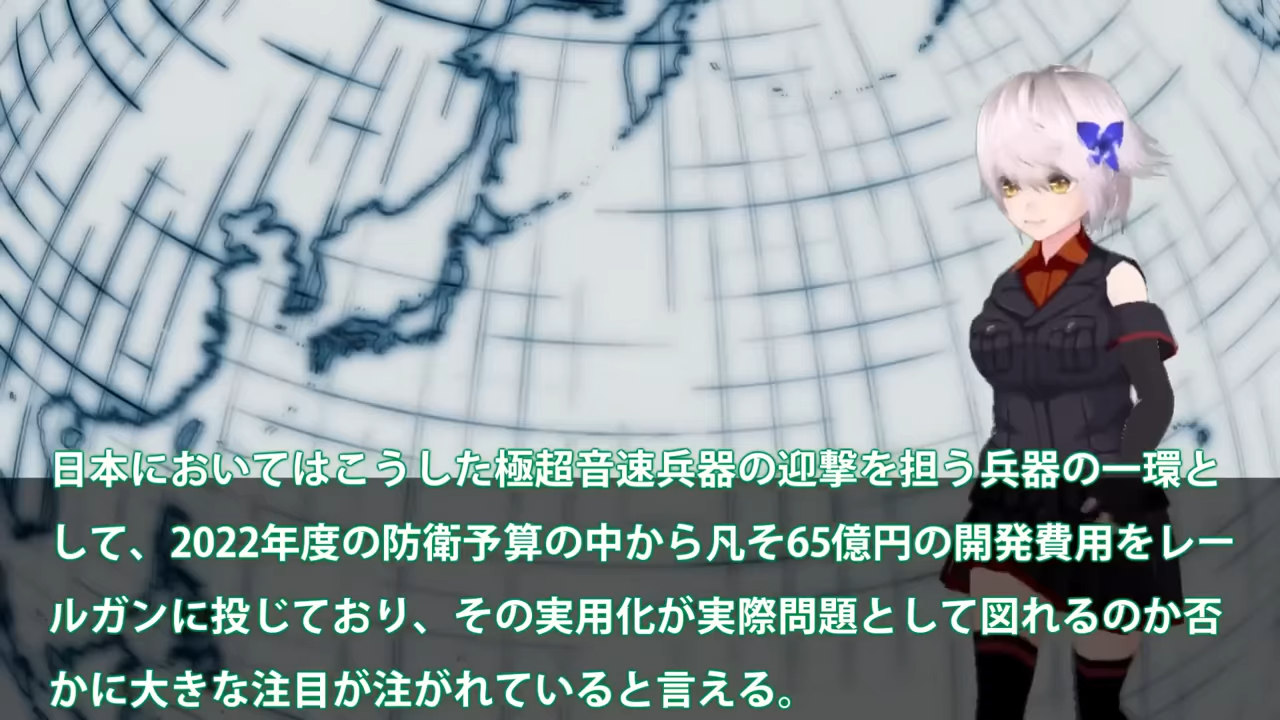 日本においてはこうした極超音速兵器の迎撃を担う兵器の一環と
して、2022年度の防衛予算の中から凡そ65億円の開発費用をレー
ルガンに投じており、その実用化が実際問題として図れるのか否
かに大きな注目が注がれていると言える。